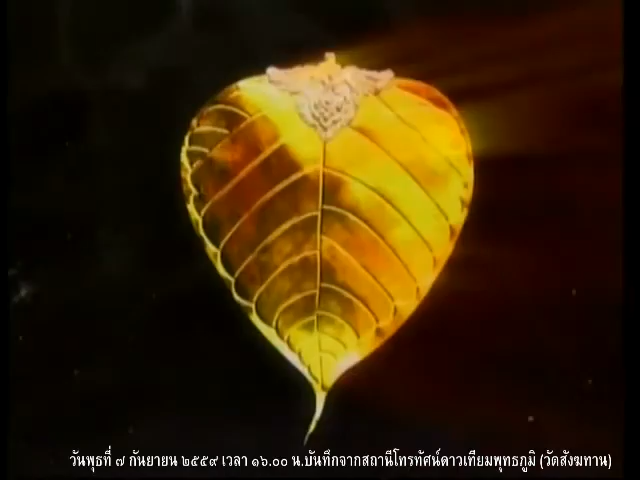 วันพุธที่ ๗ กันยายน ๒๕๕๙ เวลา ๑๖.๐๐ น.บันทึกจากสถานีโทรทัศน์ดาวเทียมพุทธภูมิ (วัดสังฆทาน)